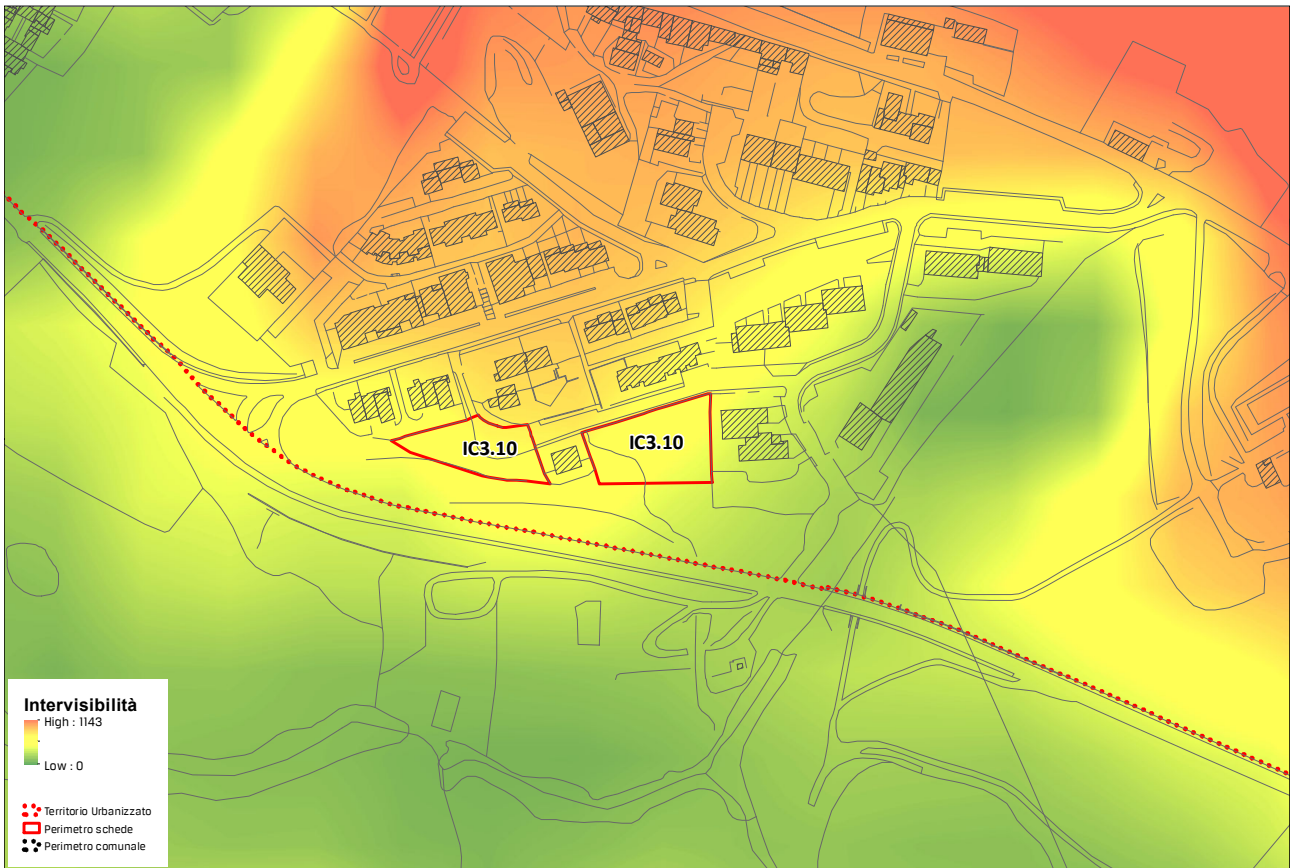 IC3.10
IC3.10
Intervisibilità
High : 1143
Low : 0
Territorio Urbanizzato
Perimetro schede
Perimetro comunale